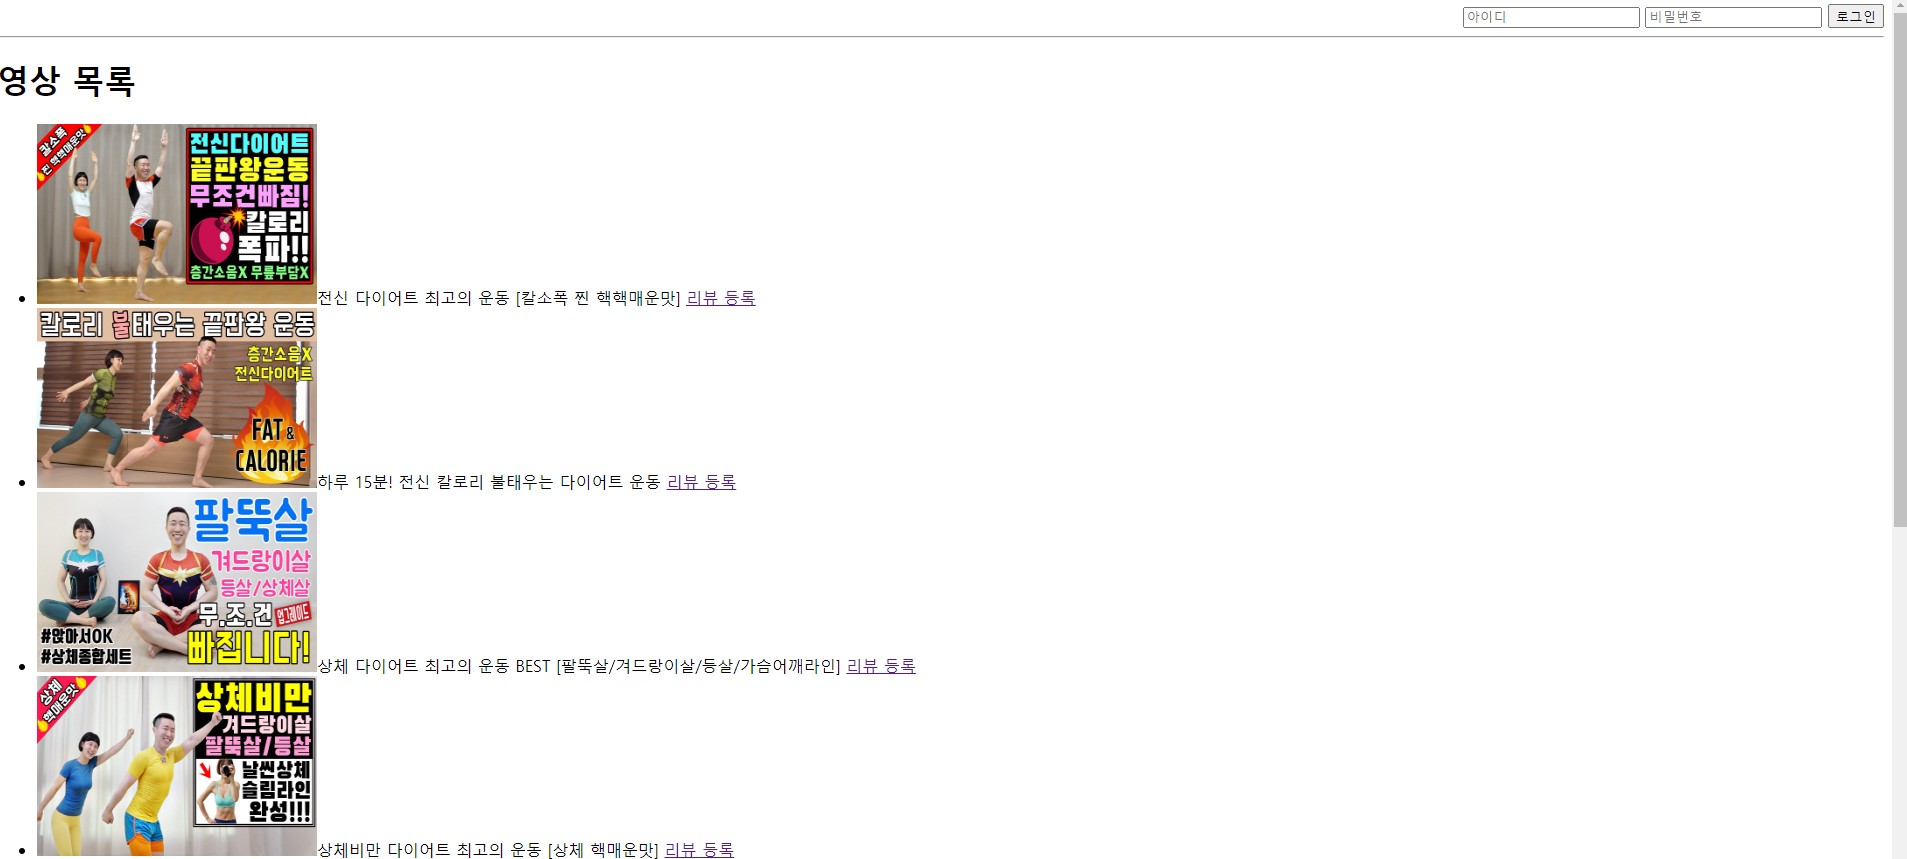 아이디 비밀번호 로그인
영상 목록
칼소폭
찐 핵핵매운맛
전신다이어트
끝판왕운동
무조건빠짐!
칼로리
폭파!!
층간소음X 무릎부담X
전신 다이어트 최고의 운동 [칼소폭 찐 핵핵매운맛] 리뷰 등록
칼로리 불태우는 끝판왕 운동
층간소음X
전신다이어트
FAT &
CALORIE
하루 15분! 전신 칼로리 불태우는 다이어트 운동 리뷰 등록
팔뚝살
겨드랑이살
등살/상체살
무.조.건 업그레이드
빠집니다!
#앉아서OK
#상체종합세트
상체 다이어트 최고의 운동 BEST [팔뚝살/겨드랑이살/등살/가슴어깨라인] 리뷰 등록
상체
핵매운맛
상체비만
겨드랑이살
팔뚝살/등살
날씬상체
슬림라인
완성!!!
상체비만 다이어트 최고의 운동 [상체 핵매운맛] 리뷰 등록